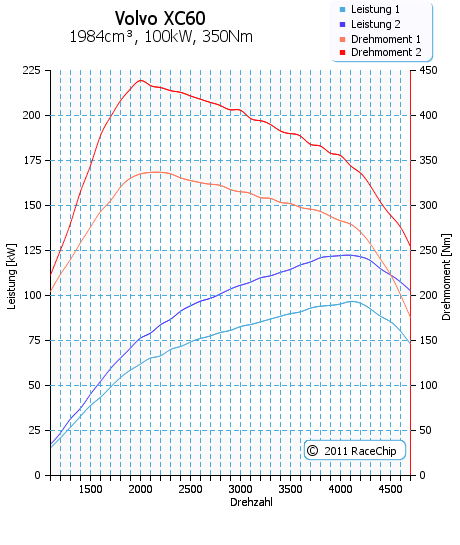 Volvo XC60
1984cm³, 100kW, 350Nm
Leistung 1
Leistung 2
Drehmoment 1
Drehmoment 2
225
200
175
150
125
100
75
50
25
0
Leistung [kW]
450
400
350
300
250
200
150
100
50
0
Drehmoment [Nm]
1500 2000 2500 3000 3500 4000 4500
Drehzahl
© 2011 RaceChip